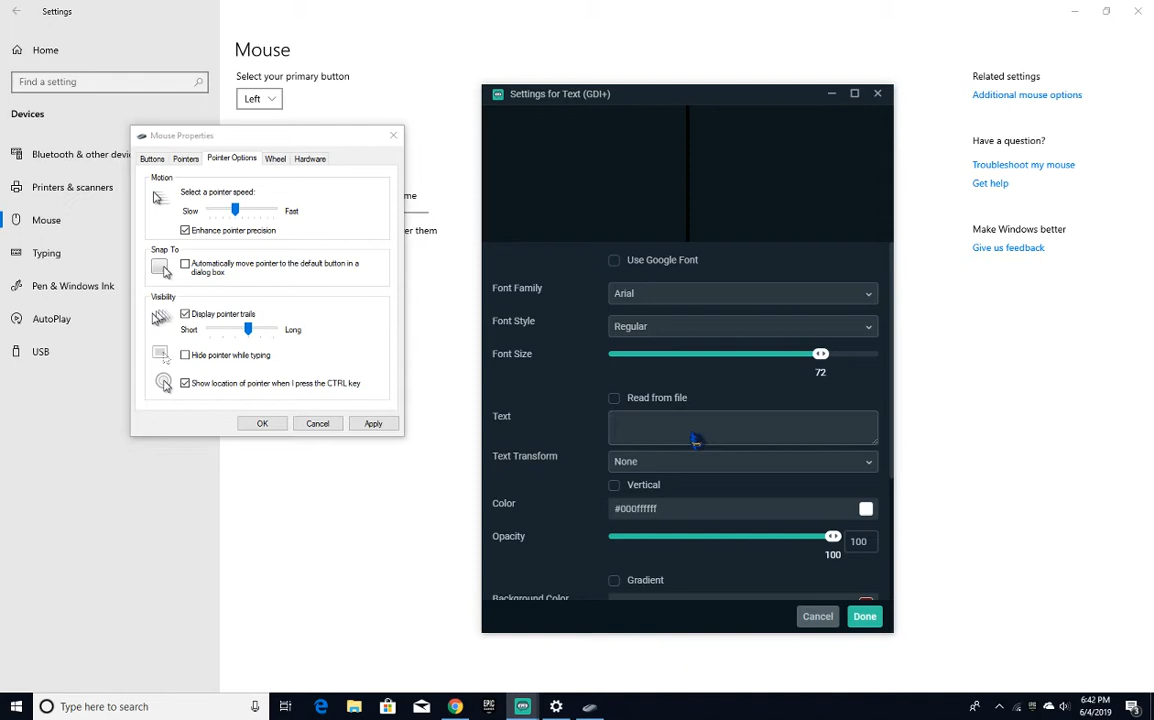 Settings
Home
Find a setting
Devices
Bluetooth & other devi
Printers & scanners
Mouse
Typing
Pen & Windows Ink
AutoPlay
USB
Mouse
Select your primary button
Left
me
er them
Related settings
Additional mouse options
Have a question?
Troubleshoot my mouse
Get help
Make Windows better
Give us feedback
Mouse Properties
Buttons Pointers Pointer Options Wheel Hardware
Motion
Select a pointer speed:
Slow Fast
Enhance pointer precision
Snap To
Automatically move pointer to the default button in a
dialog box
Visibility
Display pointer trails
Short Long
Hide pointer while typing
Show location of pointer when I press the CTRL key
OK Cancel Apply
Settings for Text (GDI+)
Use Google Font
Font Family Arial
Font Style Regular
Font Size
72
Read from file
Text
Text Transform None
Vertical
Color #000ffffff
Opacity 100
100
Gradient
Background Color
Cancel Done
Type here to search
EPIC
6:42 PM
6/4/2019
3